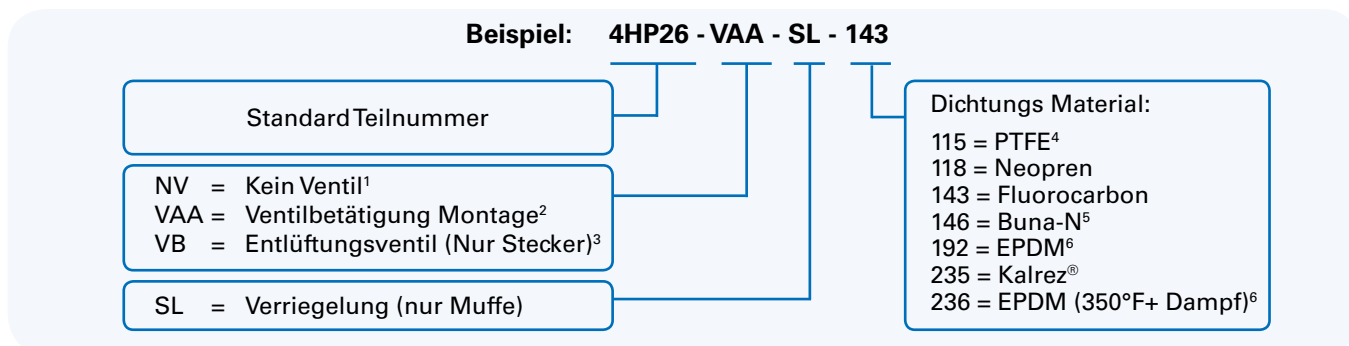 Beispiel: 4HP26 - VAA - SL - 143
Standard Teilnummer
NV = Kein Ventil¹
VAA = Ventilbetätigung Montage²
VB = Entlüftungsventil (Nur Stecker)³
SL = Verriegelung (nur Muffe)
Dichtungs Material:
115 = PTFE⁴
118 = Neopren
143 = Fluorocarbon
146 = Buna-N⁵
192 = EPDM⁶
235 = Kalrez®
236 = EPDM (350°F+ Dampf)⁶